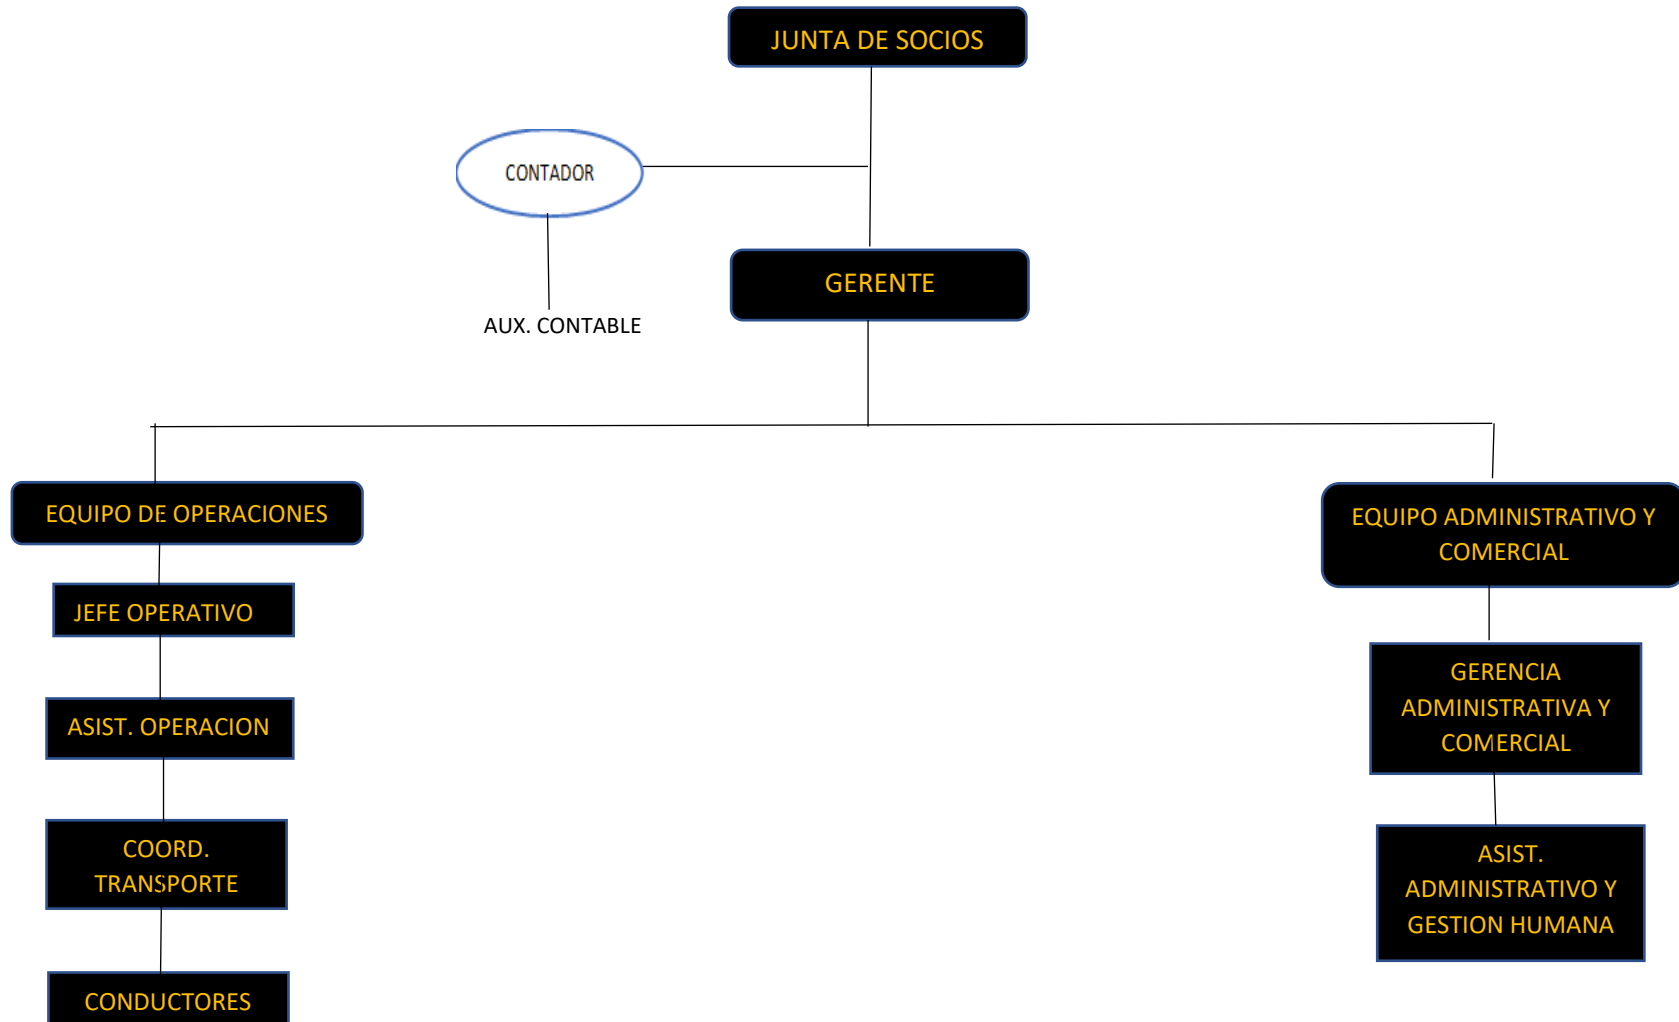 JUNTA DE SOCIOS
CONTADOR
GERENTE
AUX. CONTABLE
EQUIPO DE OPERACIONES
JEFE OPERATIVO
ASIST. OPERACION
COORD.
TRANSPORTE
CONDUCTORES
EQUIPO ADMINISTRATIVO Y
COMERCIAL
GERENCIA
ADMINISTRATIVA Y
COMERCIAL
ASIST.
ADMINISTRATIVO Y
GESTION HUMANA